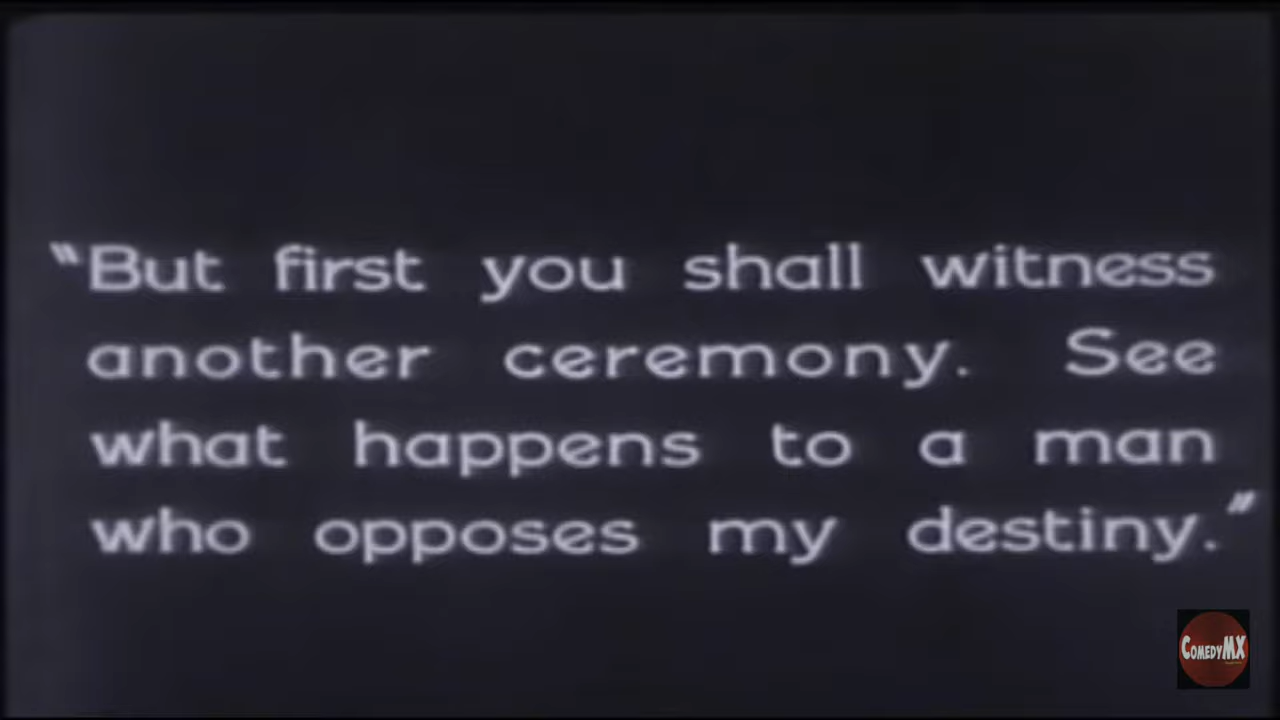 “But first you shall witness
another ceremony. See
what happens to a man
who opposes my destiny.”
COMEDYMX